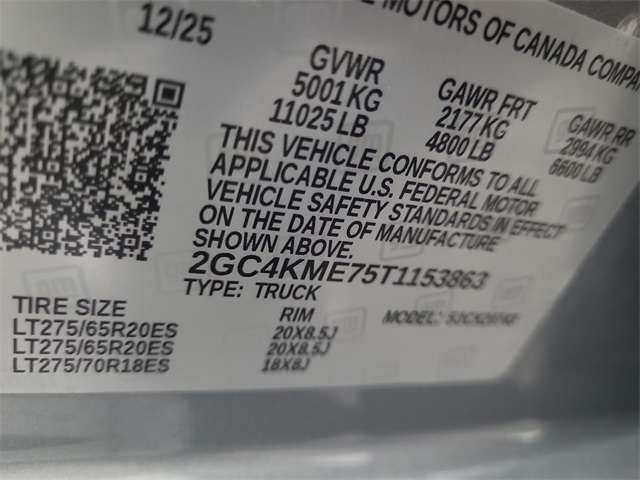 MOTORS OF CANADA COMPA
12/25
GVWR
5001 KG
11025 LB
GAWR FRT
2177 KG
4800 LB
GAWR RR
2994 KG
6600 LB
THIS VEHICLE CONFORMS TO ALL
APPLICABLE U.S. FEDERAL MOTOR
VEHICLE SAFETY STANDARDS IN EFFECT
ON THE DATE OF MANUFACTURE
SHOWN ABOVE.
2GC4KME75T1153863
TYPE: TRUCK
MODEL:
TIRE SIZE
RIM
LT275/65R20ES
20X8.5J
LT275/65R20ES
20X8.5J
LT275/70R18ES
18X8J